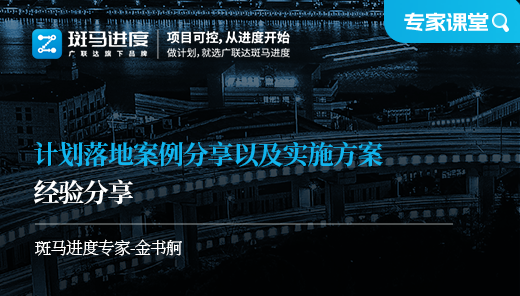 专家课堂
斑马进度
广联达旗下品牌
项目可控，从进度开始
做计划，就选广联达斑马进度
计划落地案例分享以及实施方案
经验分享
斑马进度专家-金书舸